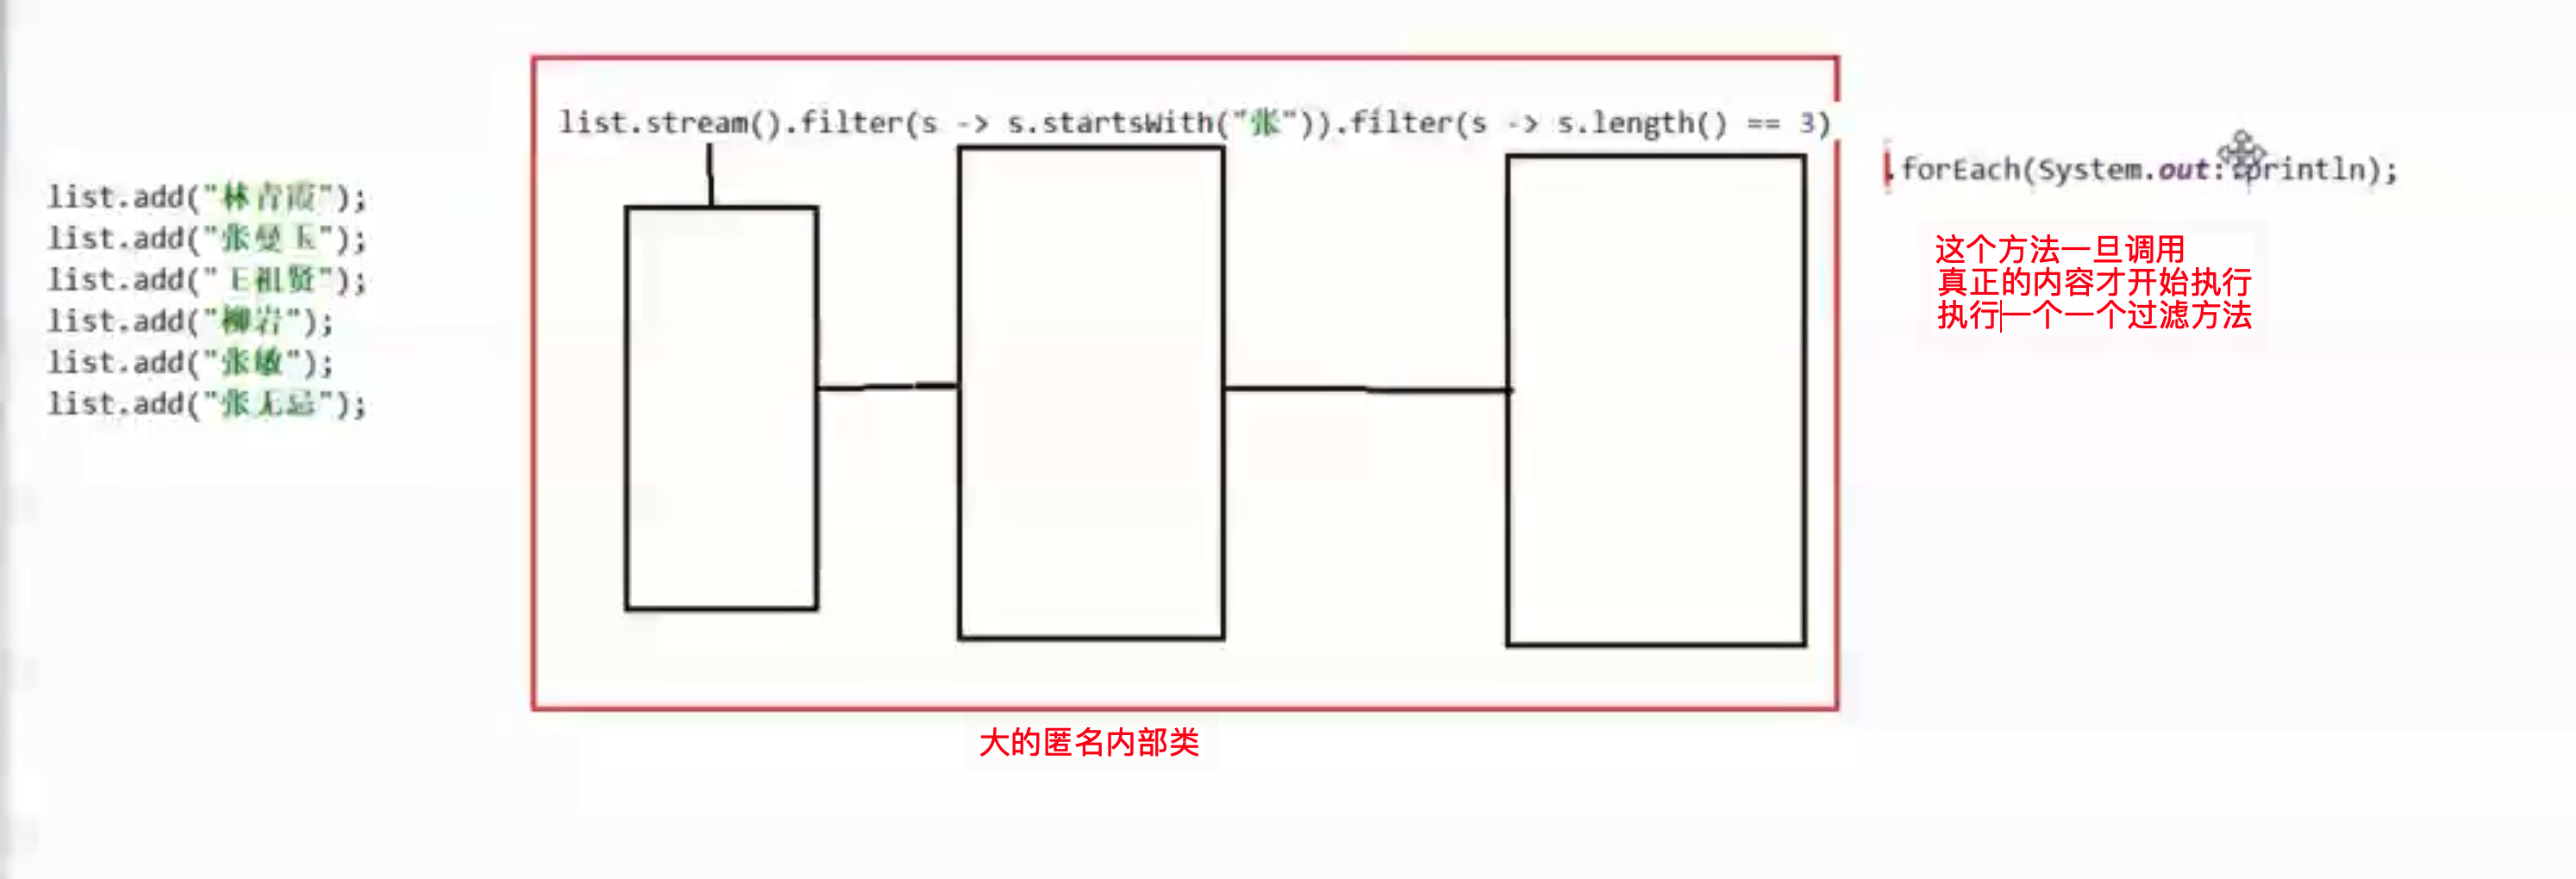 list.stream().filter(s -> s.startsWith("张")).filter(s -> s.length() == 3)
.forEach(System.out::println);
list.add("林青霞");
list.add("张曼玉");
list.add("王祖贤");
list.add("柳岩");
list.add("张敏");
list.add("张无忌");
这个方法一旦调用
真正的内容才开始执行
执行一个一个过滤方法
大的匿名内部类